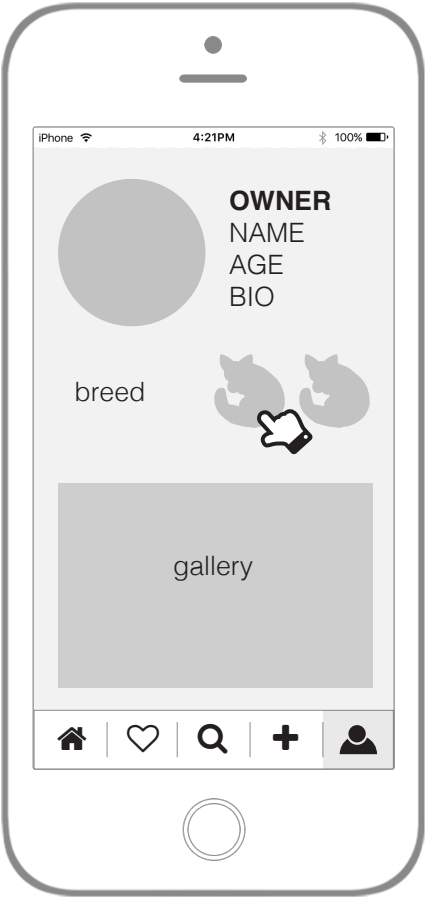 iPhone 4:21PM 100%
OWNER
NAME
AGE
BIO
breed
gallery